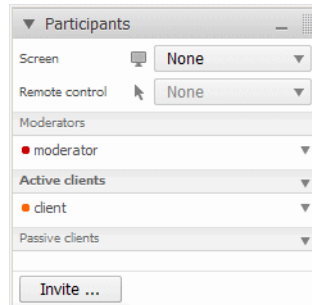 Participants
Screen None
Remote control None
Moderators
moderator
Active clients
client
Passive clients
Invite ...